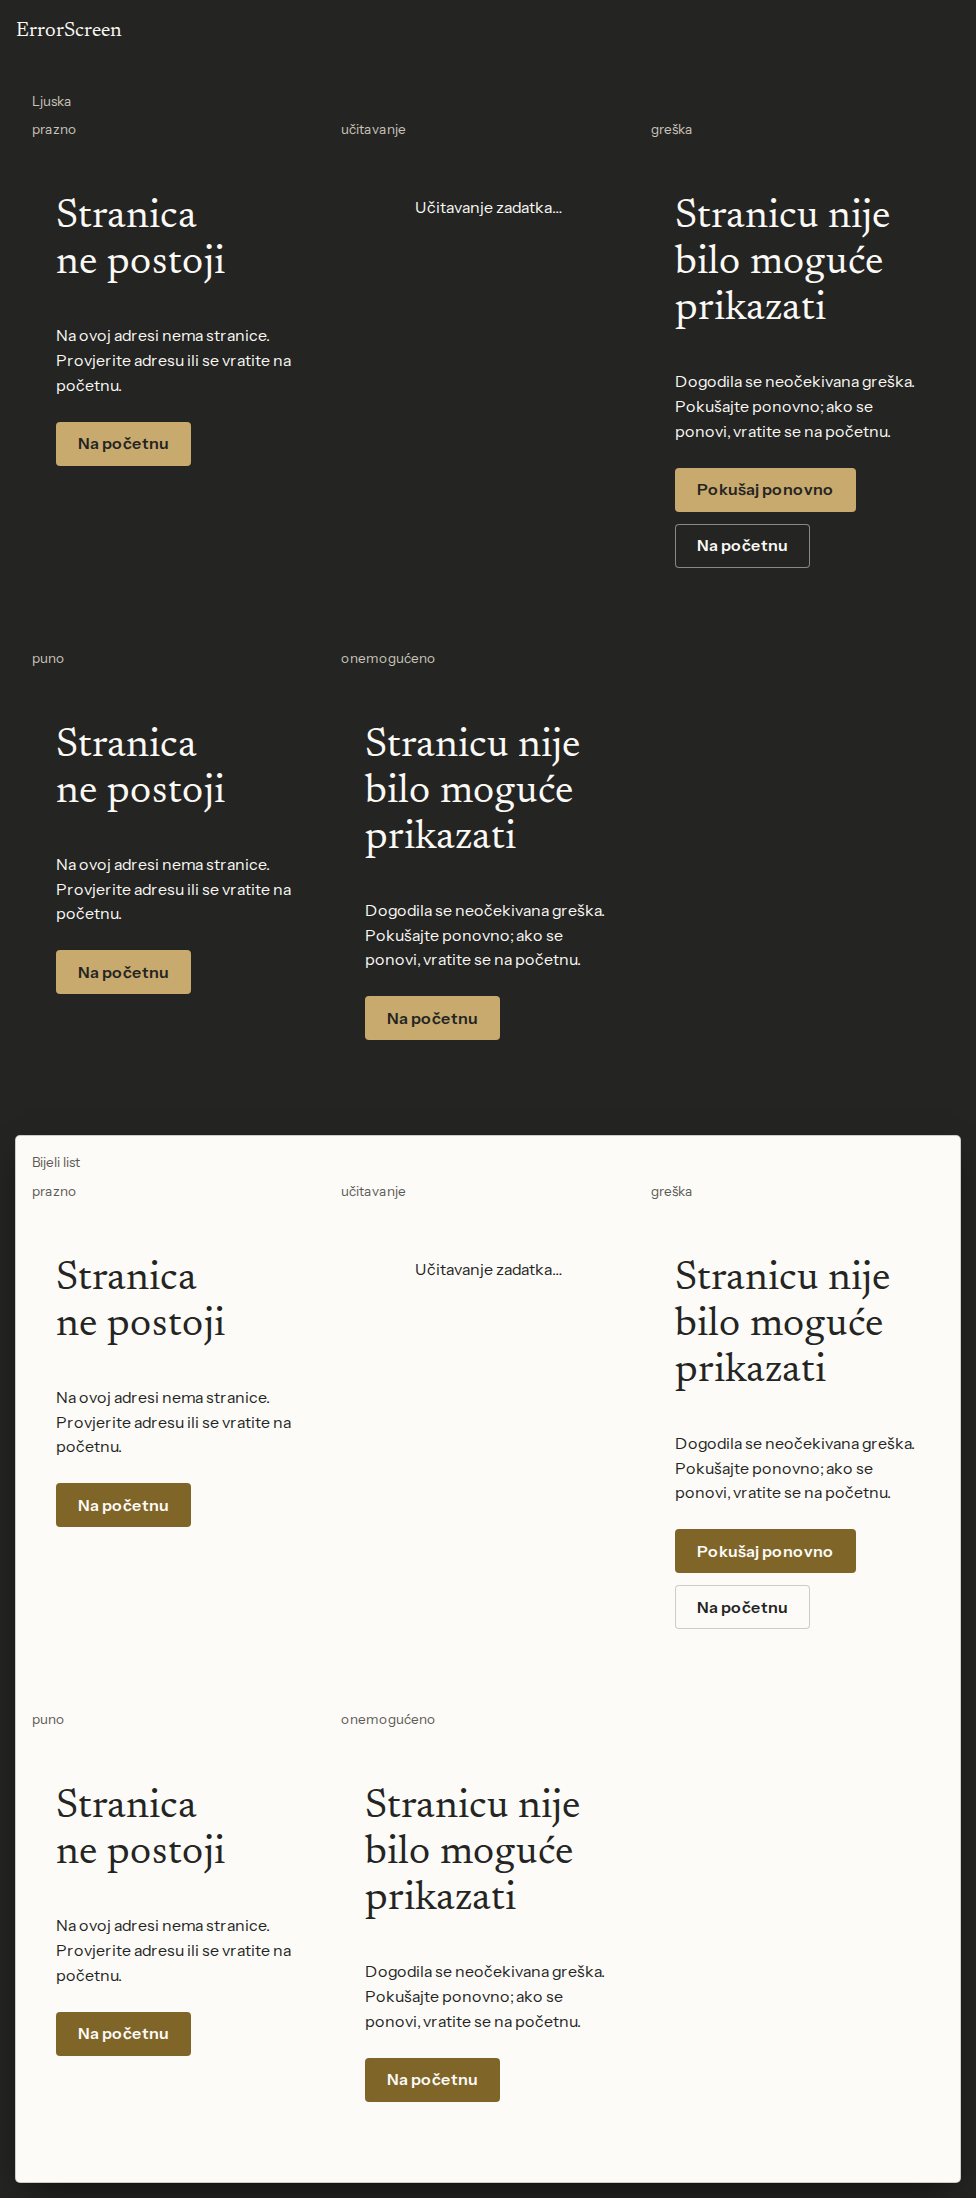 ErrorScreen
Ljuska
prazno
učitavanje
greška
Stranica
ne postoji
Na ovoj adresi nema stranice.
Provjerite adresu ili se vratite na
početnu.
Na početnu
Učitavanje zadatka...
Stranicu nije
bilo moguće
prikazati
Dogodila se neočekivana greška.
Pokušajte ponovno; ako se
ponovi, vratite se na početnu.
Pokušaj ponovno
Na početnu
puno
onemogućeno
Stranica
ne postoji
Na ovoj adresi nema stranice.
Provjerite adresu ili se vratite na
početnu.
Na početnu
Stranicu nije
bilo moguće
prikazati
Dogodila se neočekivana greška.
Pokušajte ponovno; ako se
ponovi, vratite se na početnu.
Na početnu
Bijeli list
prazno
učitavanje
greška
Stranica
ne postoji
Na ovoj adresi nema stranice.
Provjerite adresu ili se vratite na
početnu.
Na početnu
Učitavanje zadatka...
Stranicu nije
bilo moguće
prikazati
Dogodila se neočekivana greška.
Pokušajte ponovno; ako se
ponovi, vratite se na početnu.
Pokušaj ponovno
Na početnu
puno
onemogućeno
Stranica
ne postoji
Na ovoj adresi nema stranice.
Provjerite adresu ili se vratite na
početnu.
Na početnu
Stranicu nije
bilo moguće
prikazati
Dogodila se neočekivana greška.
Pokušajte ponovno; ako se
ponovi, vratite se na početnu.
Na početnu